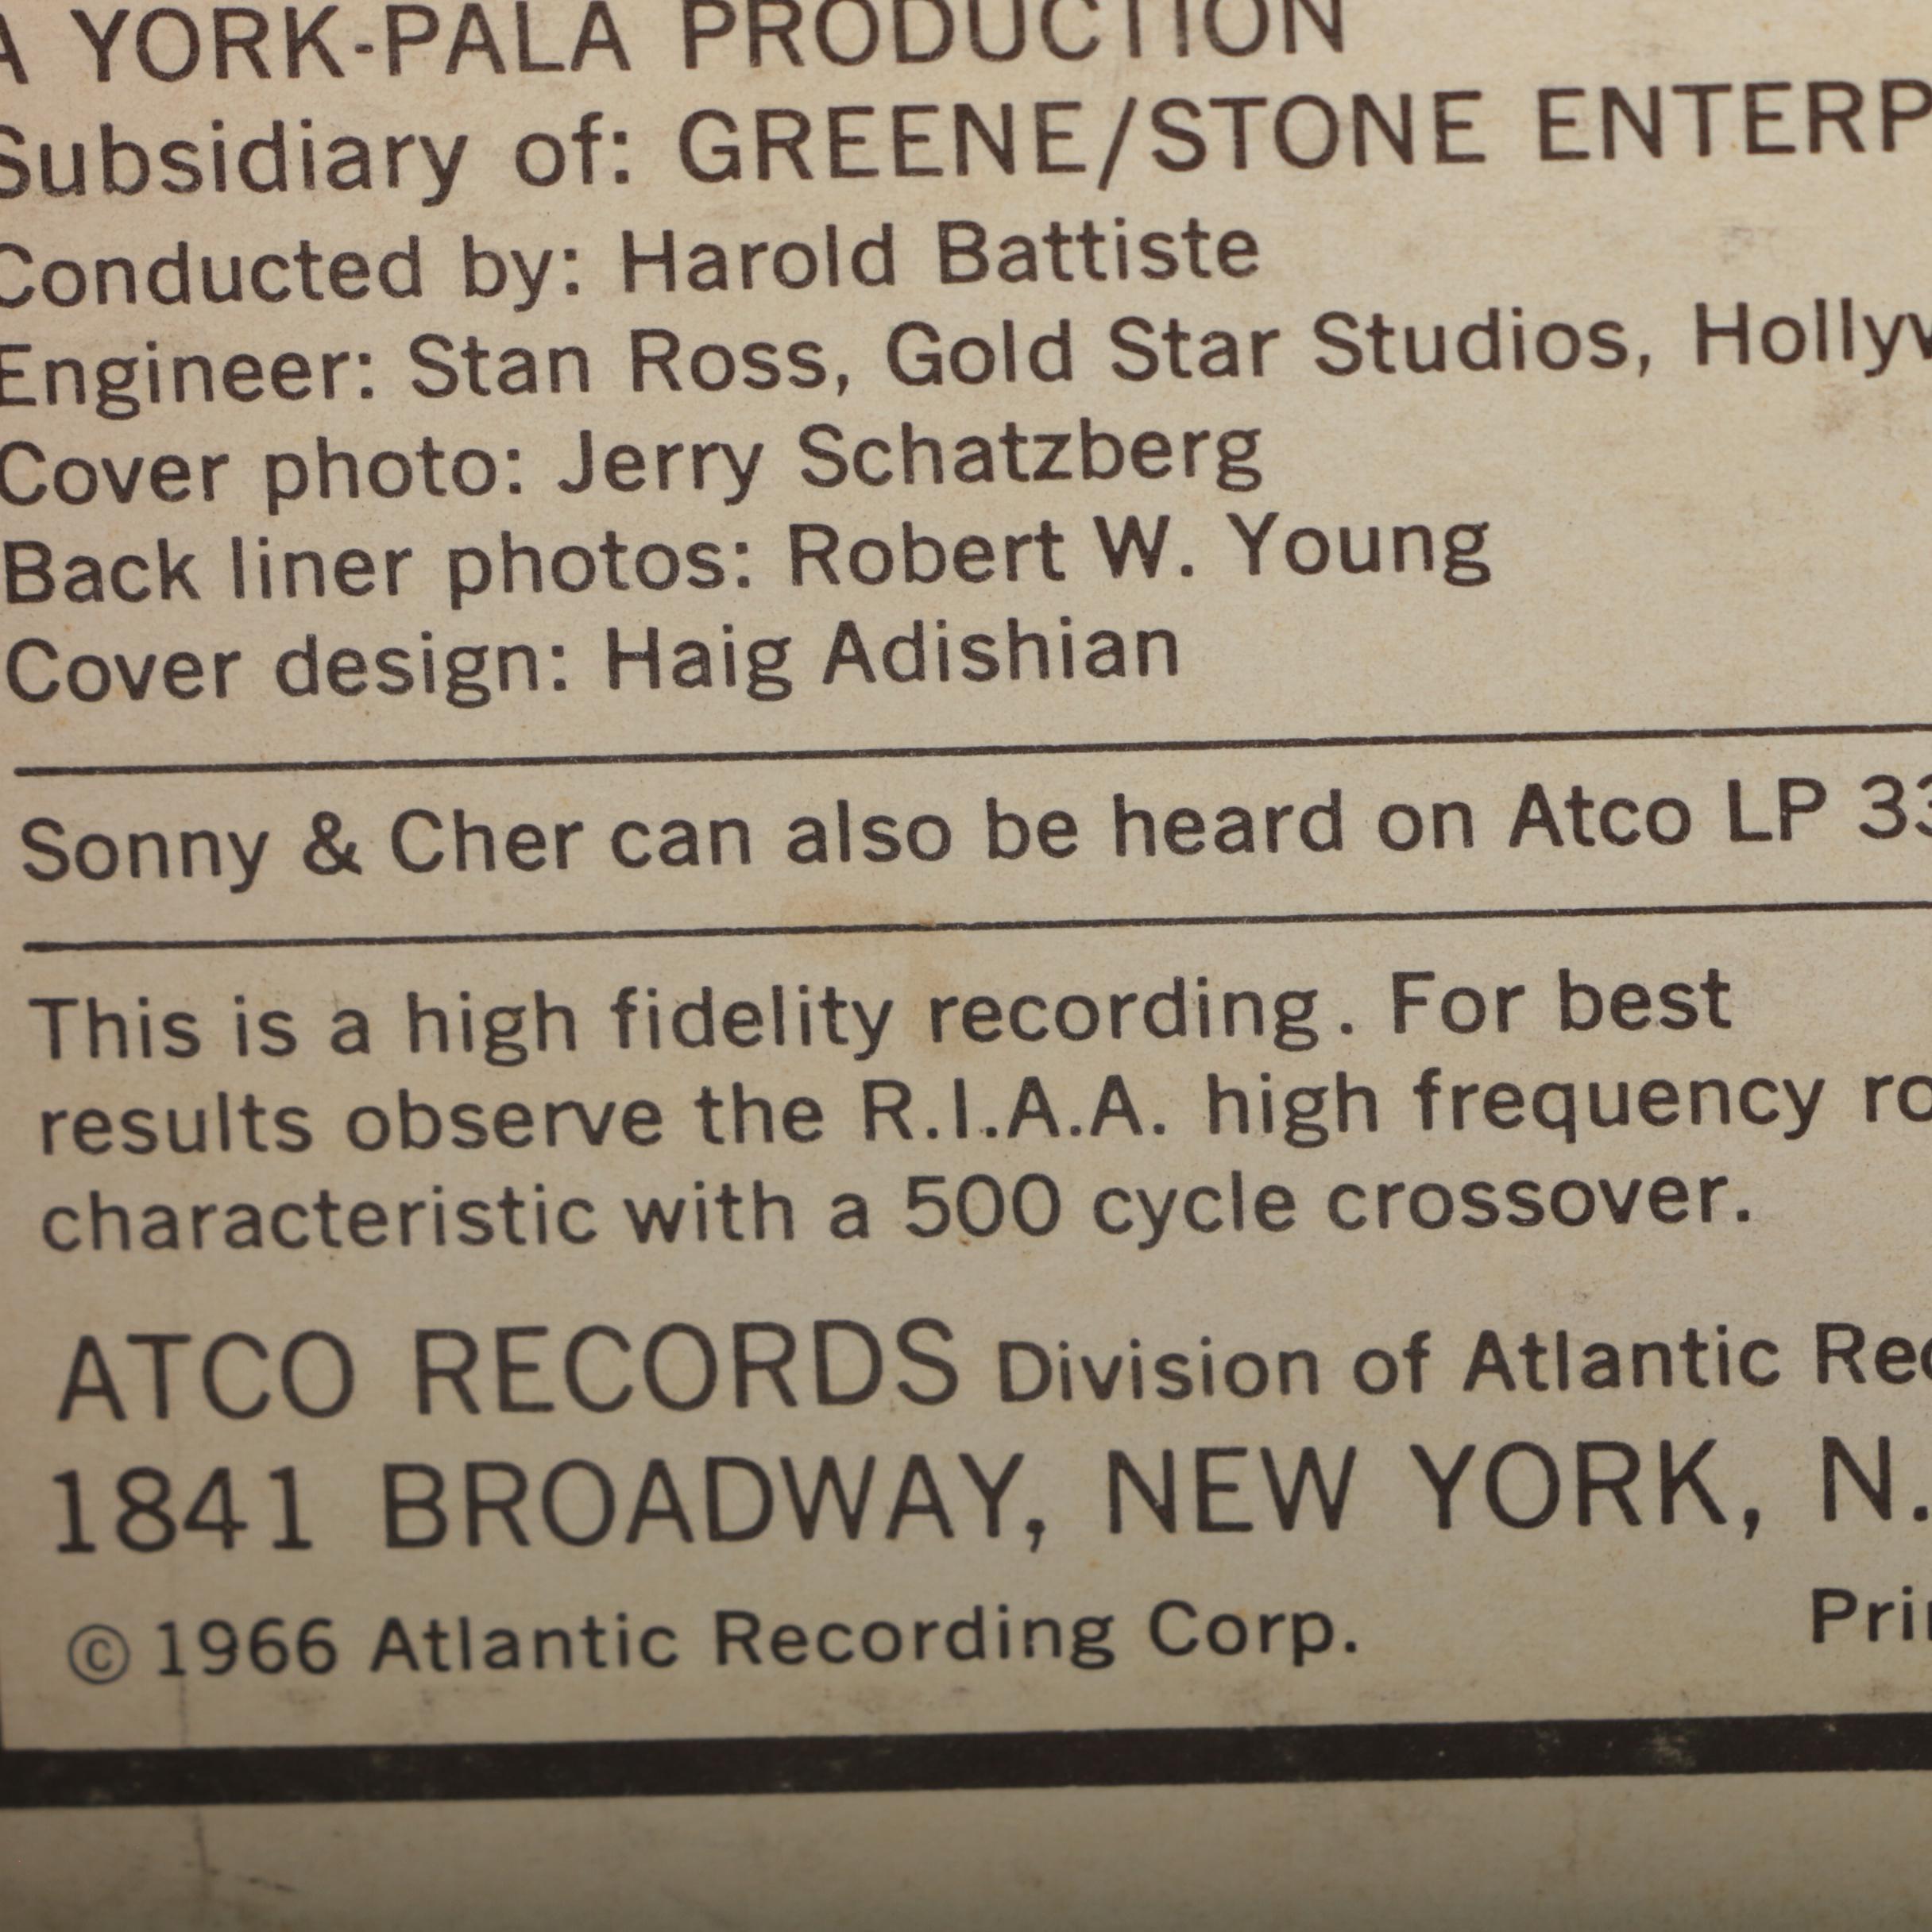 A YORK-PALA PRODUCTION
Subsidiary of: GREENE/STONE
Conducted by: Harold Battiste
Engineer: Stan Ross, Gold Star Studios,
Cover photo: Jerry Schatzberg
Back liner photos: Robert W. Young
Cover design: Haig Adishian
Sonny & Cher can also be heard on Atco LP
This is a high fidelity recording. For best
results observe the R.I.A.A. high frequency
characteristic with a 500 cycle crossover.
ATCO RECORDS Division of Atlantic
1841 BROADWAY, NEW YORK, N.
© 1966 Atlantic Recording Corp.